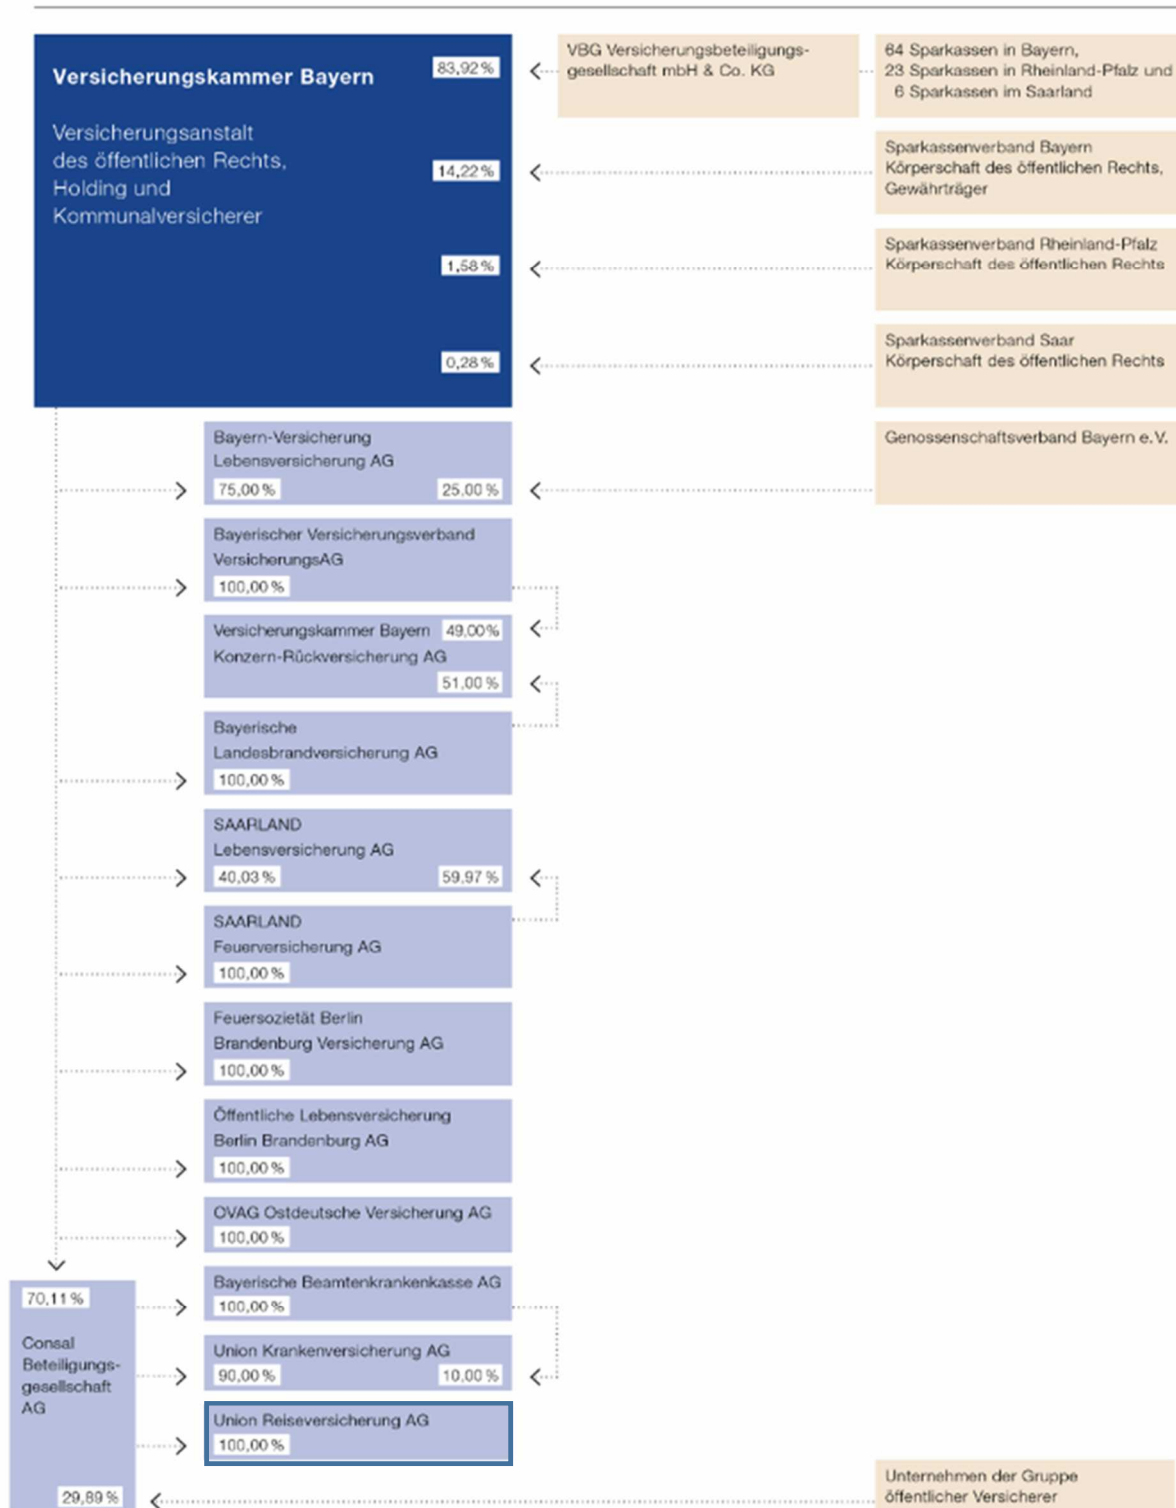 Versicherungskammer Bayern
83,92 %
VBG Versicherungsbeteiligungs-
gesellschaft mbH & Co. KG
64 Sparkassen in Bayern,
23 Sparkassen in Rheinland-Pfalz und
6 Sparkassen im Saarland
Versicherungsanstalt
des öffentlichen Rechts,
Holding und
Kommunalversicherer
14,22 %
Sparkassenverband Bayern
Körperschaft des öffentlichen Rechts,
Gewährträger
1,58 %
Sparkassenverband Rheinland-Pfalz
Körperschaft des öffentlichen Rechts
0,28 %
Sparkassenverband Saar
Körperschaft des öffentlichen Rechts
Bayern-Versicherung
Lebensversicherung AG
75,00 % 25,00 %
Genossenschaftsverband Bayern e. V.
Bayerischer Versicherungsverband
VersicherungsAG
100,00 %
Versicherungskammer Bayern 49,00%
Konzern-Rückversicherung AG
51,00 %
Bayerische
Landesbrandversicherung AG
100,00 %
SAARLAND
Lebensversicherung AG
40,03 % 59,97 %
SAARLAND
Feuerversicherung AG
100,00 %
Feuersozietät Berlin
Brandenburg Versicherung AG
100,00 %
Öffentliche Lebensversicherung
Berlin Brandenburg AG
100,00 %
OVAG Ostdeutsche Versicherung AG
100,00 %
70,11 %
Consal
Beteiligungs-
gesellschaft
AG
29,89 %
Bayerische Beamtenkrankenkasse AG
100,00 %
Union Krankenversicherung AG
90,00 % 10,00 %
Union Reiseversicherung AG
100,00 %
Unternehmen der Gruppe
öffentlicher Versicherer